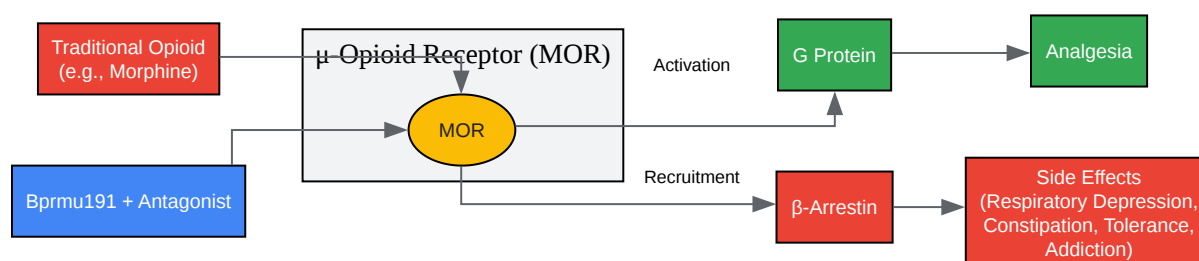 Traditional Opioid
(e.g., Morphine)
μ-Opioid Receptor (MOR)
MOR
Bprmu191 + Antagonist
Activation
G Protein
Analgesia
Recruitment
β-Arrestin
Side Effects
(Respiratory Depression,
Constipation, Tolerance,
Addiction)